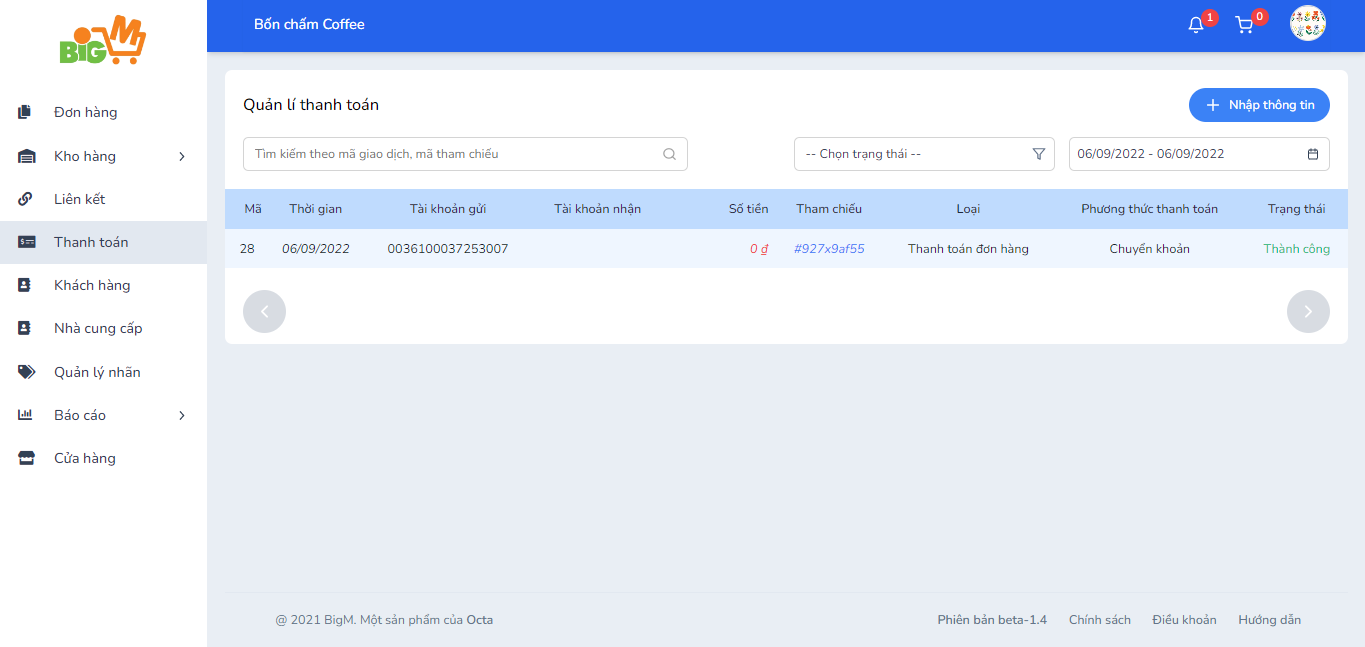 BiG M
Bốn chấm Coffee
1
0
Đơn hàng
Kho hàng
Liên kết
Thanh toán
Khách hàng
Nhà cung cấp
Quản lý nhãn
Báo cáo
Cửa hàng
Quản lí thanh toán
Nhập thông tin
Tìm kiếm theo mã giao dịch, mã tham chiếu
-- Chọn trạng thái --
06/09/2022 - 06/09/2022
Mã Thời gian Tài khoản gửi Tài khoản nhận Số tiền Tham chiếu Loại Phương thức thanh toán Trạng thái
28 06/09/2022 0036100037253007 0 ₫ #927x9af55 Thanh toán đơn hàng Chuyển khoản Thành công
@ 2021 BigM. Một sản phẩm của Octa
Phiên bản beta-1.4 Chính sách Điều khoản Hướng dẫn